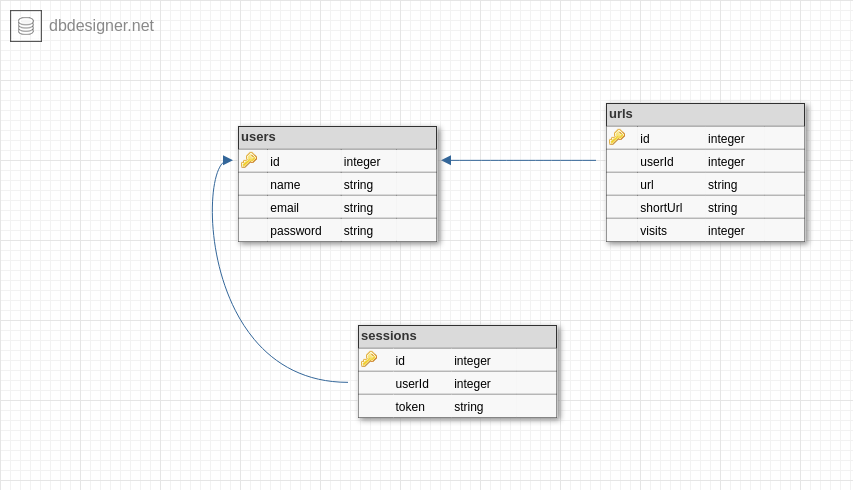 dbdesigner.net
users
id integer
name string
email string
password string
urls
id integer
userId integer
url string
shortUrl string
visits integer
sessions
id integer
userId integer
token string